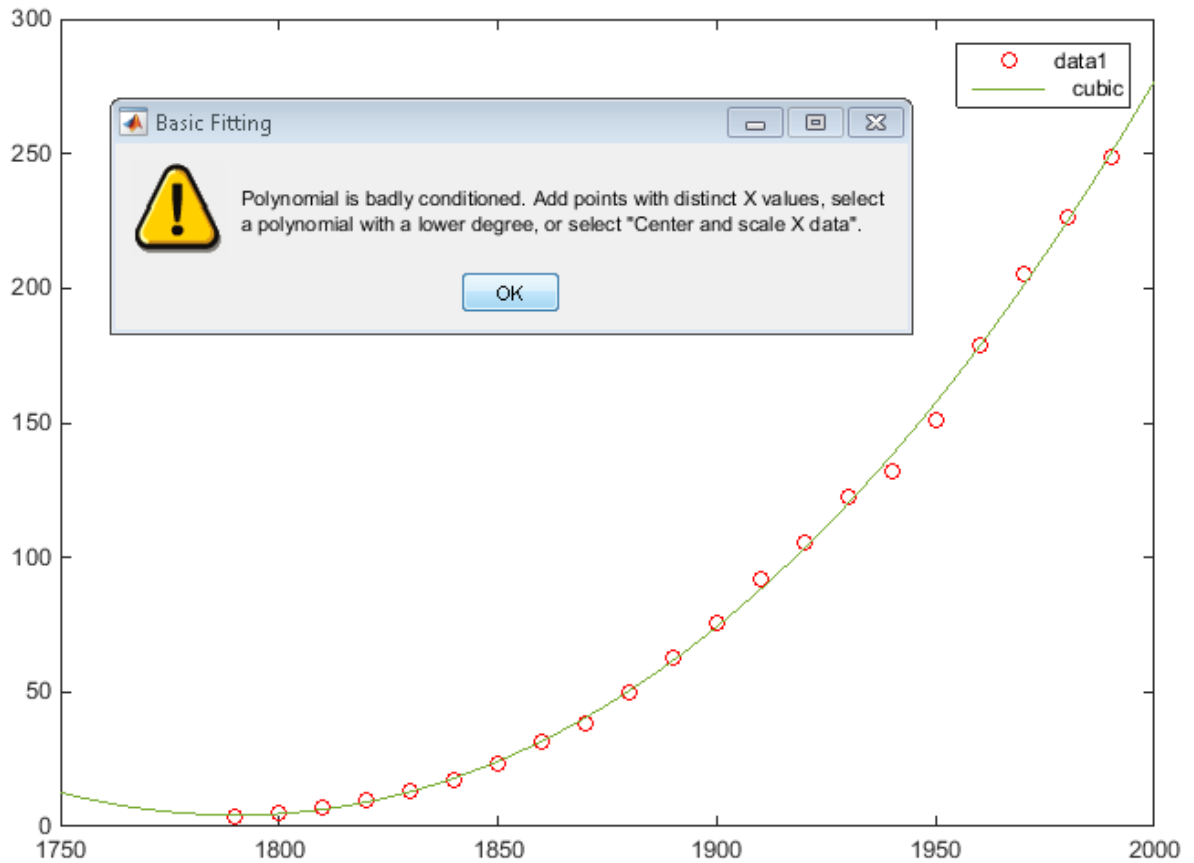 300
data1
cubic
Basic Fitting
250
Polynomial is badly conditioned. Add points with distinct X values, select
a polynomial with a lower degree, or select "Center and scale X data".
OK
200
150
100
50
0
1750
1800
1850
1900
1950
2000